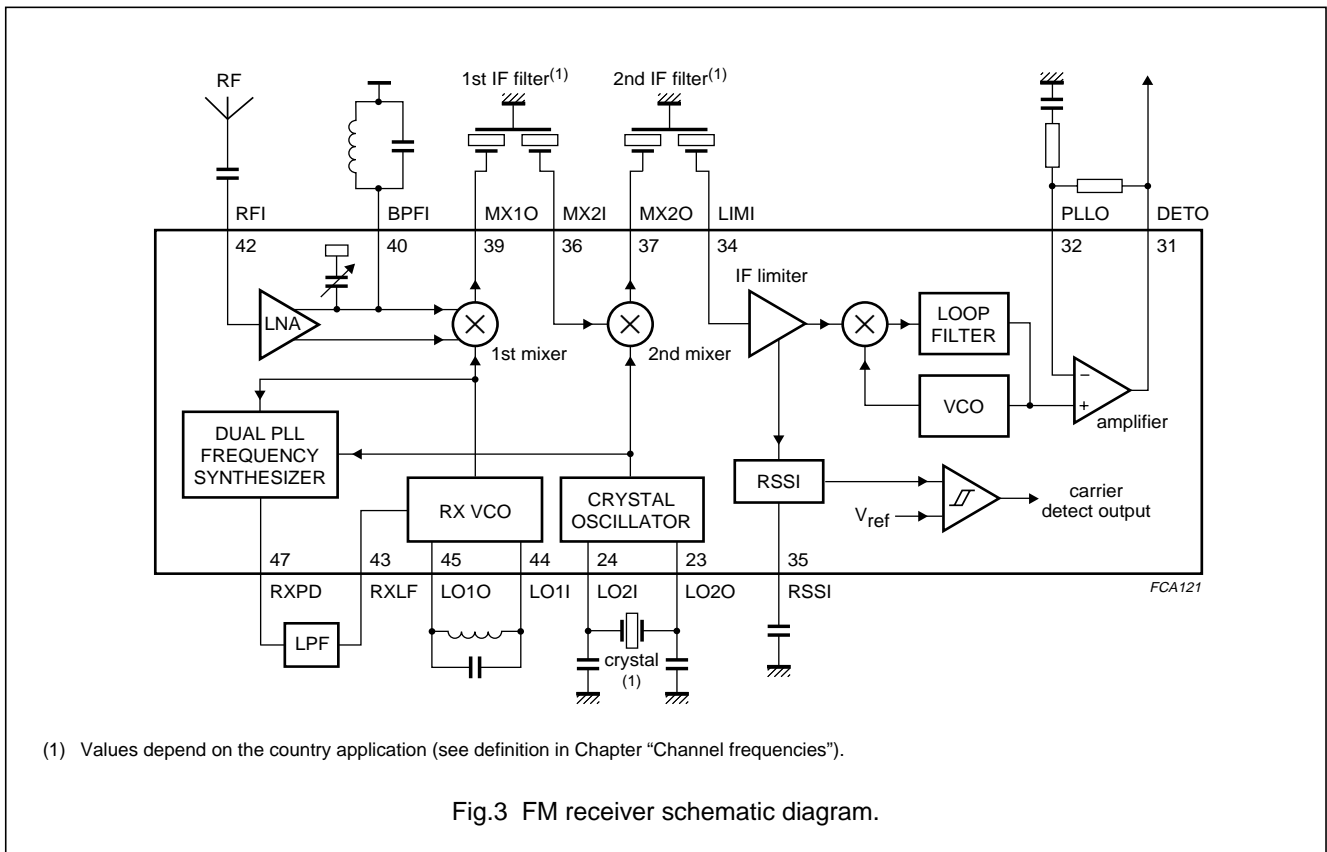 RF
1st IF filter(1)
2nd IF filter(1)
RFI
BPFI
MX1O
MX2I
MX2O
LIMI
PLLO
DETO
42
40
39
36
37
34
32
31
IF limiter
LNA
LOOP
FILTER
1st mixer
2nd mixer
VCO
–
+
amplifier
DUAL PLL
FREQUENCY
SYNTHESIZER
RX VCO
CRYSTAL
OSCILLATOR
RSSI
Vref
carrier
detect output
47
43
45
44
24
23
35
RXPD
RXLF
LO1O
LO1I
LO2I
LO2O
RSSI
FCA121
LPF
crystal
(1)
(1) Values depend on the country application (see definition in Chapter “Channel frequencies”).
Fig.3 FM receiver schematic diagram.